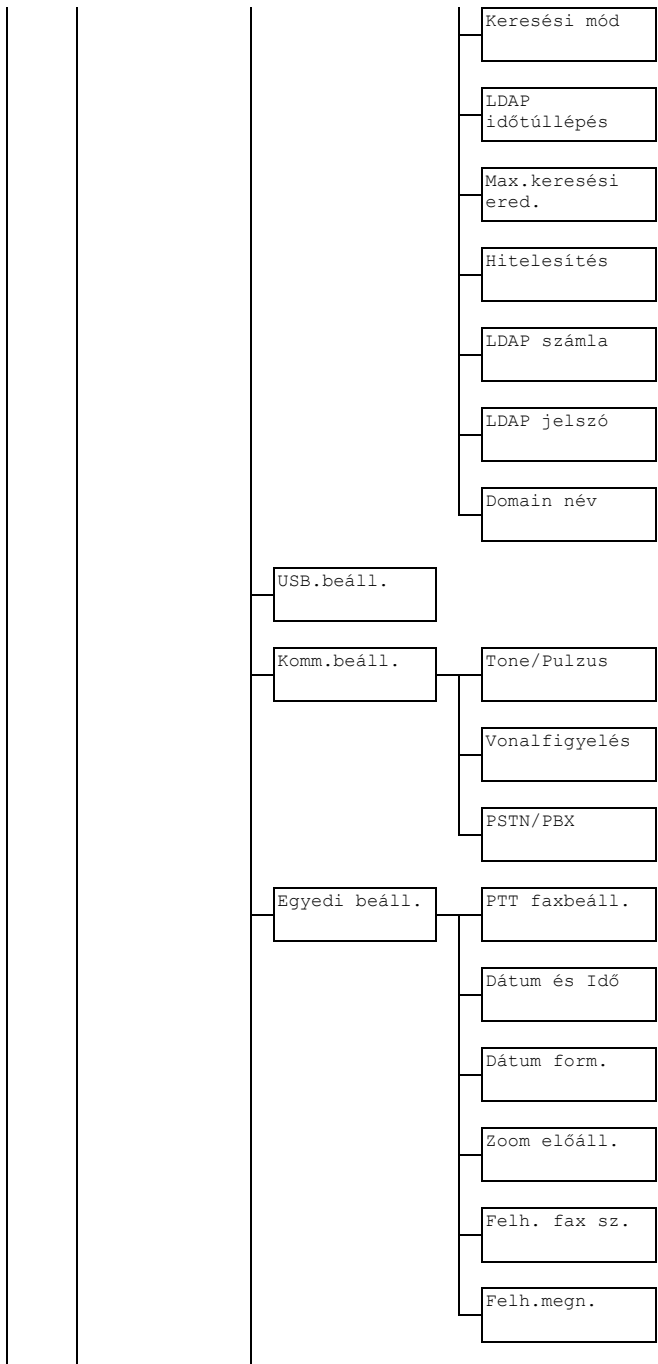 Keresési mód
LDAP
időtúllépés
Max.keresési
ered.
Hitelesítés
LDAP számla
LDAP jelszó
Domain név
USB.beáll.
Komm.beáll.
Tone/Pulzus
Vonalfigyelés
PSTN/PBX
Egyedi beáll.
PTT faxbeáll.
Dátum és Idő
Dátum form.
Zoom előáll.
Felh. fax sz.
Felh.megn.